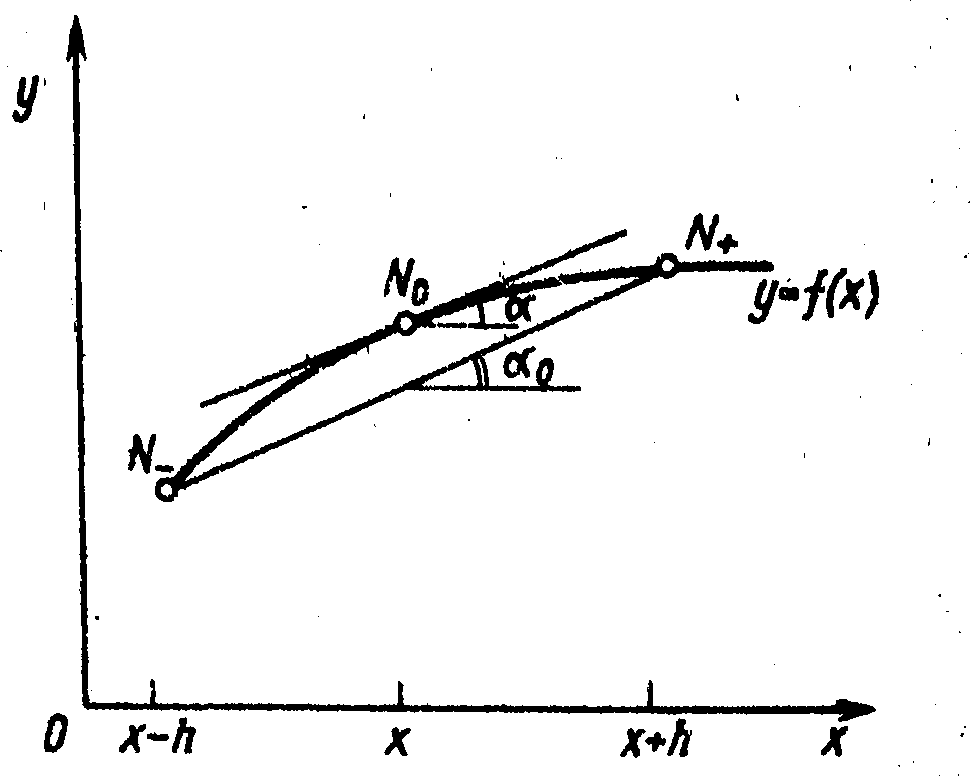 y
N₊
N₀
y=f(x)
α
α₀
N₋
0 x-h x x+h x